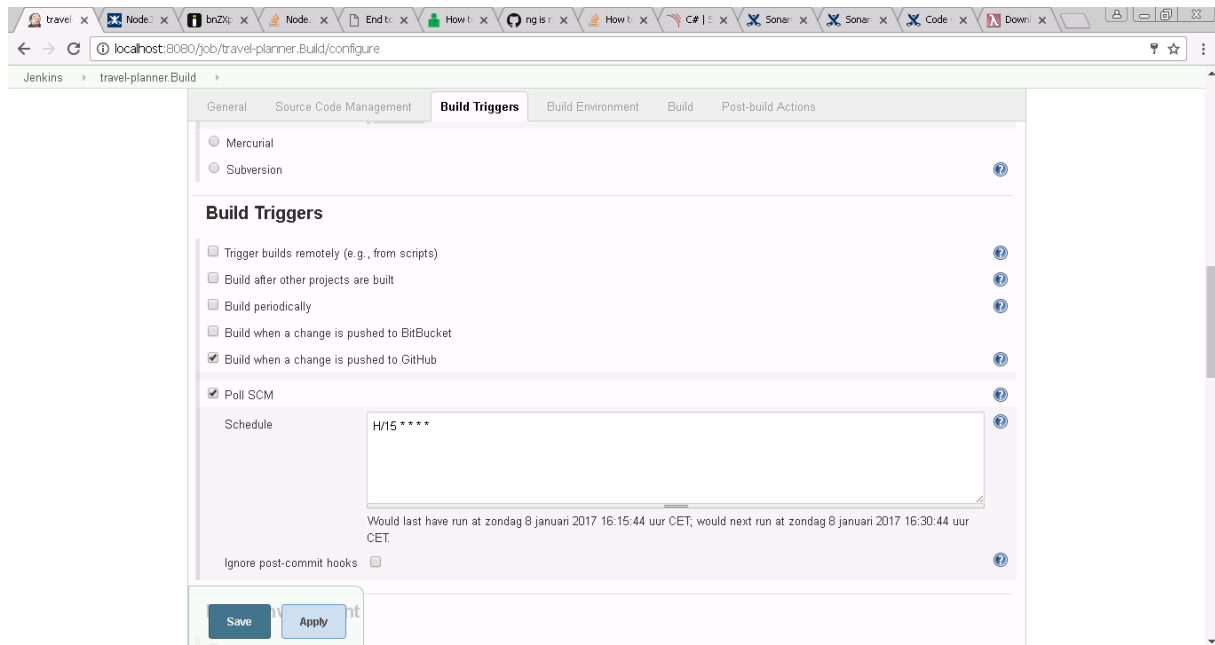 travel
Node.
bnZXp
Node.
End to
How t
ng is n
How t
C# | S
Sonar
Sonar
Code
Downl
localhost:8080/job/travel-planner.Build/configure
Jenkins travel-planner.Build
General Source Code Management Build Triggers Build Environment Build Post-build Actions
Mercurial
Subversion
Build Triggers
Trigger builds remotely (e.g., from scripts)
Build after other projects are built
Build periodically
Build when a change is pushed to BitBucket
Build when a change is pushed to GitHub
Poll SCM
Schedule
H/15 * * * *
Would last have run at zondag 8 januari 2017 16:15:44 uur CET; would next run at zondag 8 januari 2017 16:30:44 uur
CET.
Ignore post-commit hooks
Save Apply